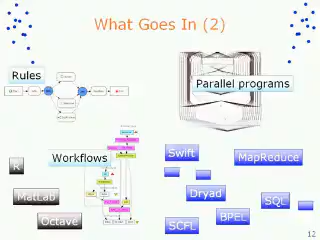 What Goes In (2)
Rules
Parallel programs
Workflows
Swift
MapReduce
R
Dryad
SQL
Matlab
BPEL
Octave
SCFL
12